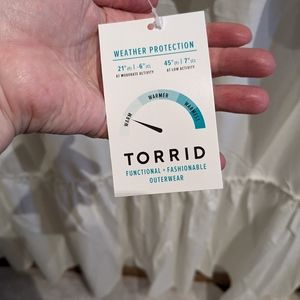 WEATHER PROTECTION
21°(F) | -6°(C) 45°(F) | 7°(C)
AT MODERATE ACTIVITY AT LOW ACTIVITY
WARM WARMER WARMEST
TORRID
FUNCTIONAL + FASHIONABLE
OUTERWEAR